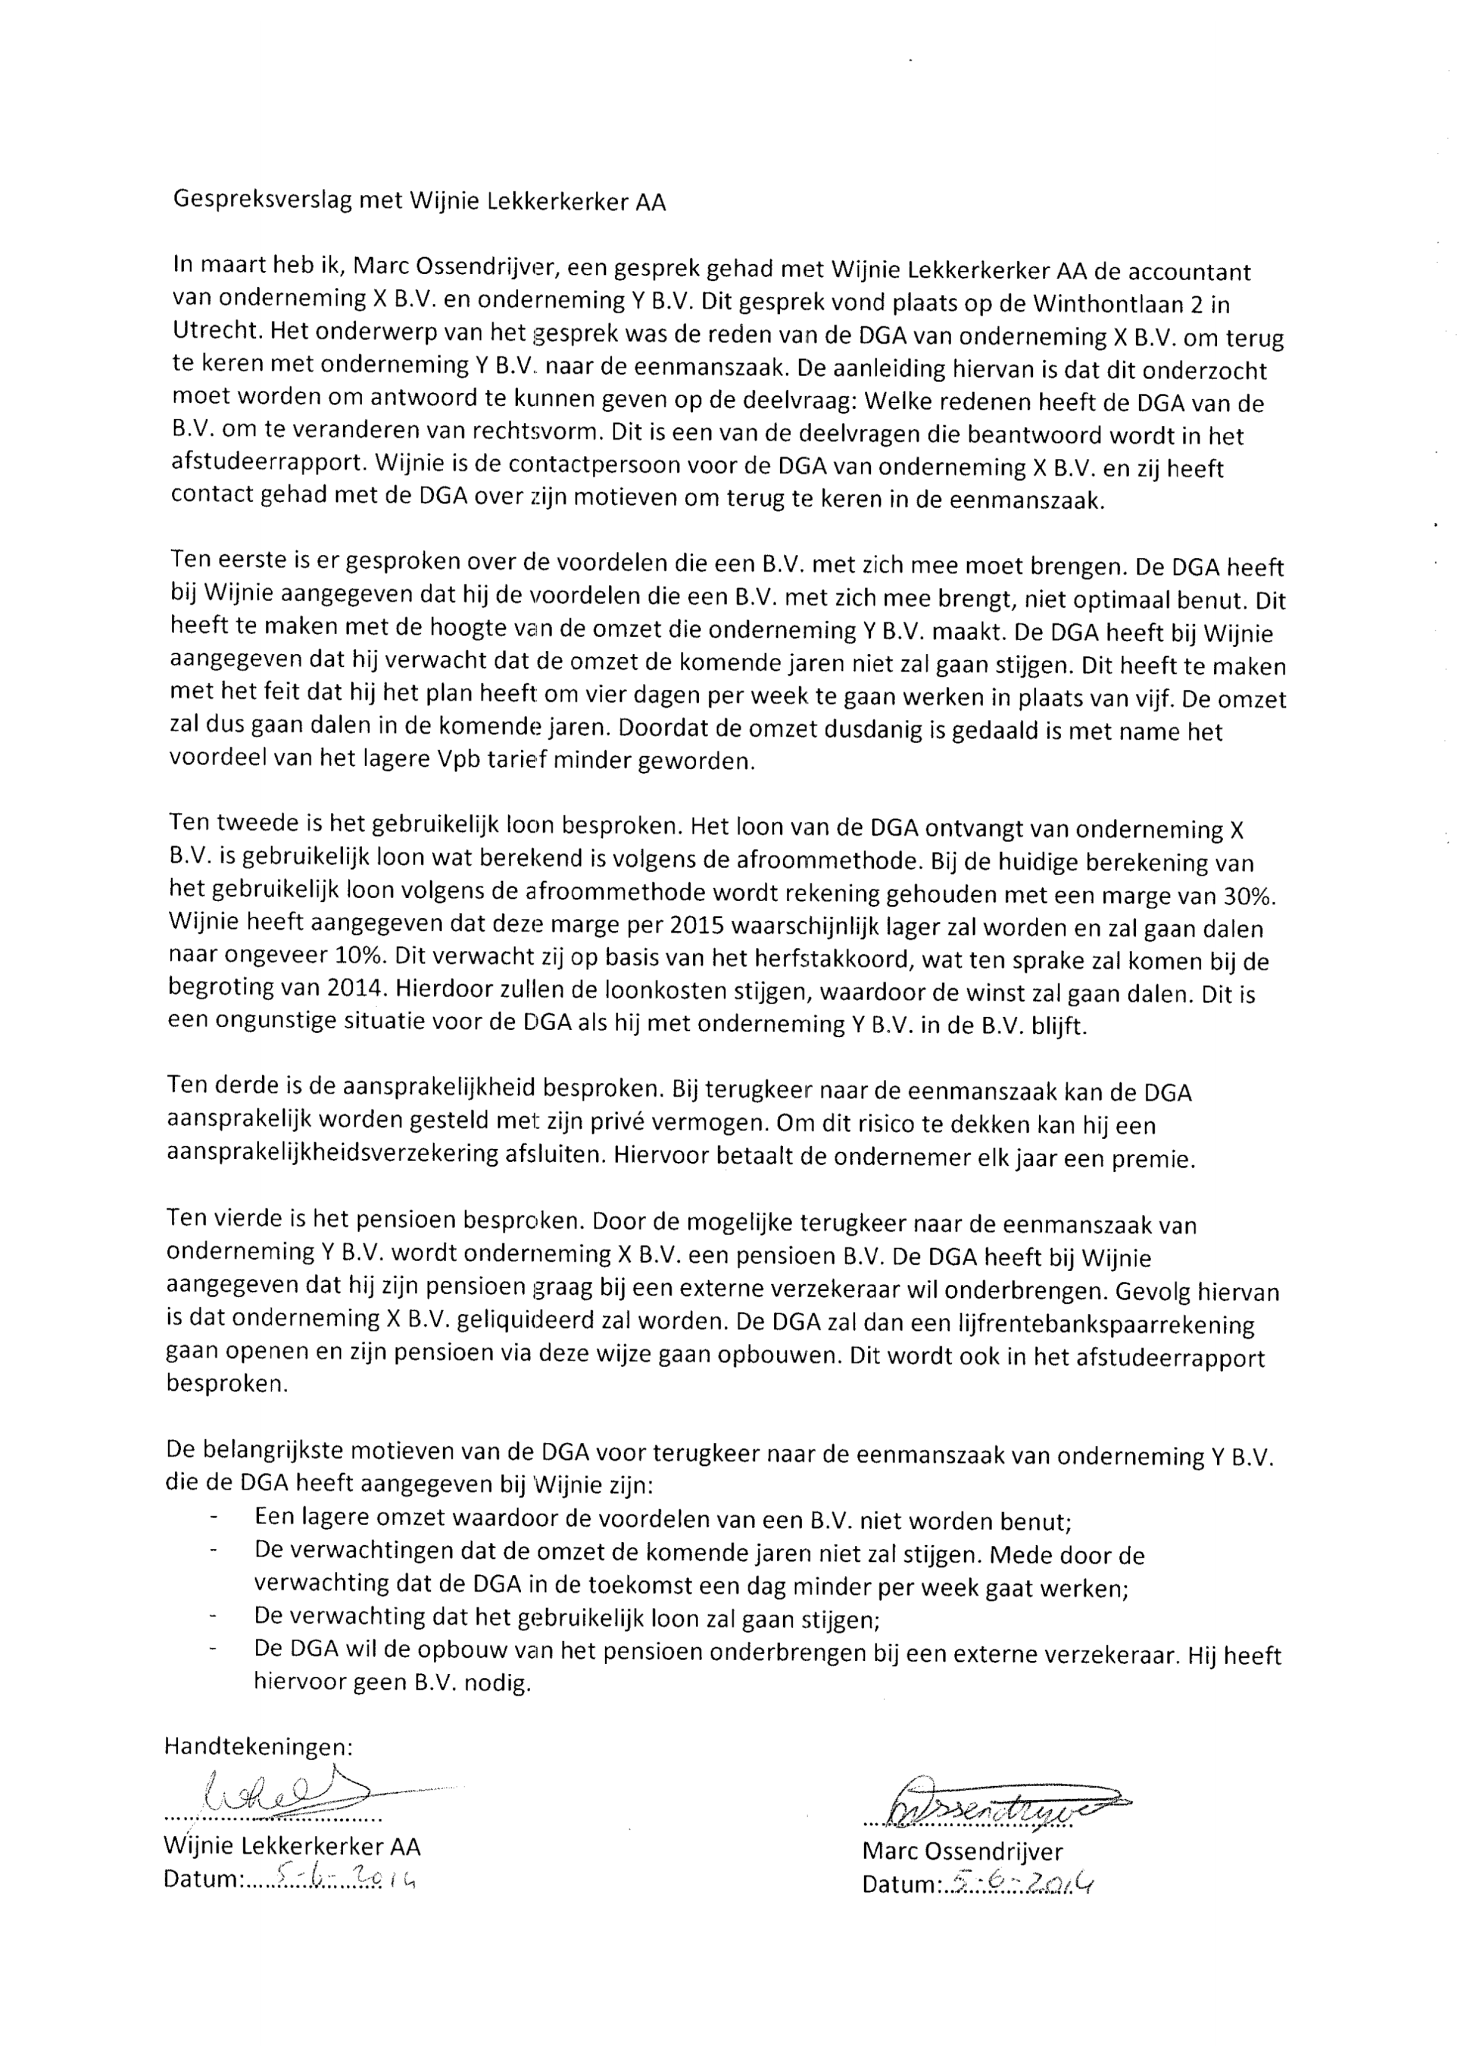 Gespreksverslag met Wijnie Lekkerkerker AA
In maart heb ik, Marc Ossendrijver, een gesprek gehad met Wijnie Lekkerkerker AA de accountant
van onderneming X B.V. en onderneming Y B.V. Dit gesprek vond plaats op de Winthontlaan 2 in
Utrecht. Het onderwerp van het gesprek was de reden van de DGA van onderneming X B.V. om terug
te keren met onderneming Y B.V. naar de eenmanszaak. De aanleiding hiervan is dat dit onderzocht
moet worden om antwoord te kunnen geven op de deelvraag: Welke redenen heeft de DGA van de
B.V. om te veranderen van rechtsvorm. Dit is een van de deelvragen die beantwoord wordt in het
afstudeerrapport. Wijnie is de contactpersoon voor de DGA van onderneming X B.V. en zij heeft
contact gehad met de DGA over zijn motieven om terug te keren in de eenmanszaak.
Ten eerste is er gesproken over de voordelen die een B.V. met zich mee moet brengen. De DGA heeft
bij Wijnie aangegeven dat hij de voordelen die een B.V. met zich mee brengt, niet optimaal benut. Dit
heeft te maken met de hoogte van de omzet die onderneming Y B.V. maakt. De DGA heeft bij Wijnie
aangegeven dat hij verwacht dat de omzet de komende jaren niet zal gaan stijgen. Dit heeft te maken
met het feit dat hij het plan heeft om vier dagen per week te gaan werken in plaats van vijf. De omzet
zal dus gaan dalen in de komende jaren. Doordat de omzet dusdanig is gedaald is met name het
voordeel van het lagere Vpb tarief minder geworden.
Ten tweede is het gebruikelijk loon besproken. Het loon van de DGA ontvangt van onderneming X
B.V. is gebruikelijk loon wat berekend is volgens de afroommethode. Bij de huidige berekening van
het gebruikelijk loon volgens de afroommethode wordt rekening gehouden met een marge van 30%.
Wijnie heeft aangegeven dat deze marge per 2015 waarschijnlijk lager zal worden en zal gaan dalen
naar ongeveer 10%. Dit verwacht zij op basis van het herfstakkoord, wat ten sprake zal komen bij de
begroting van 2014. Hierdoor zullen de loonkosten stijgen, waardoor de winst zal gaan dalen. Dit is
een ongunstige situatie voor de DGA als hij met onderneming Y B.V. in de B.V. blijft.
Ten derde is de aansprakelijkheid besproken. Bij terugkeer naar de eenmanszaak kan de DGA
aansprakelijk worden gesteld met zijn privé vermogen. Om dit risico te dekken kan hij een
aansprakelijkheidsverzekering afsluiten. Hiervoor betaalt de ondernemer elk jaar een premie.
Ten vierde is het pensioen besproken. Door de mogelijke terugkeer naar de eenmanszaak van
onderneming Y B.V. wordt onderneming X B.V. een pensioen B.V. De DGA heeft bij Wijnie
aangegeven dat hij zijn pensioen graag bij een externe verzekeraar wil onderbrengen. Gevolg hiervan
is dat onderneming X B.V. geliquideerd zal worden. De DGA zal dan een lijfrentebankspaarrekening
gaan openen en zijn pensioen via deze wijze gaan opbouwen. Dit wordt ook in het afstudeerrapport
besproken.
De belangrijkste motieven van de DGA voor terugkeer naar de eenmanszaak van onderneming Y B.V.
die de DGA heeft aangegeven bij Wijnie zijn:
- Een lagere omzet waardoor de voordelen van een B.V. niet worden benut;
- De verwachtingen dat de omzet de komende jaren niet zal stijgen. Mede door de
verwachting dat de DGA in de toekomst een dag minder per week gaat werken;
- De verwachting dat het gebruikelijk loon zal gaan stijgen;
- De DGA wil de opbouw van het pensioen onderbrengen bij een externe verzekeraar. Hij heeft
hiervoor geen B.V. nodig.
Handtekeningen:
Ossendrijver
Wijnie Lekkerkerker AA
Marc Ossendrijver
Datum: 5-6-2014
Datum: 5-6-2014